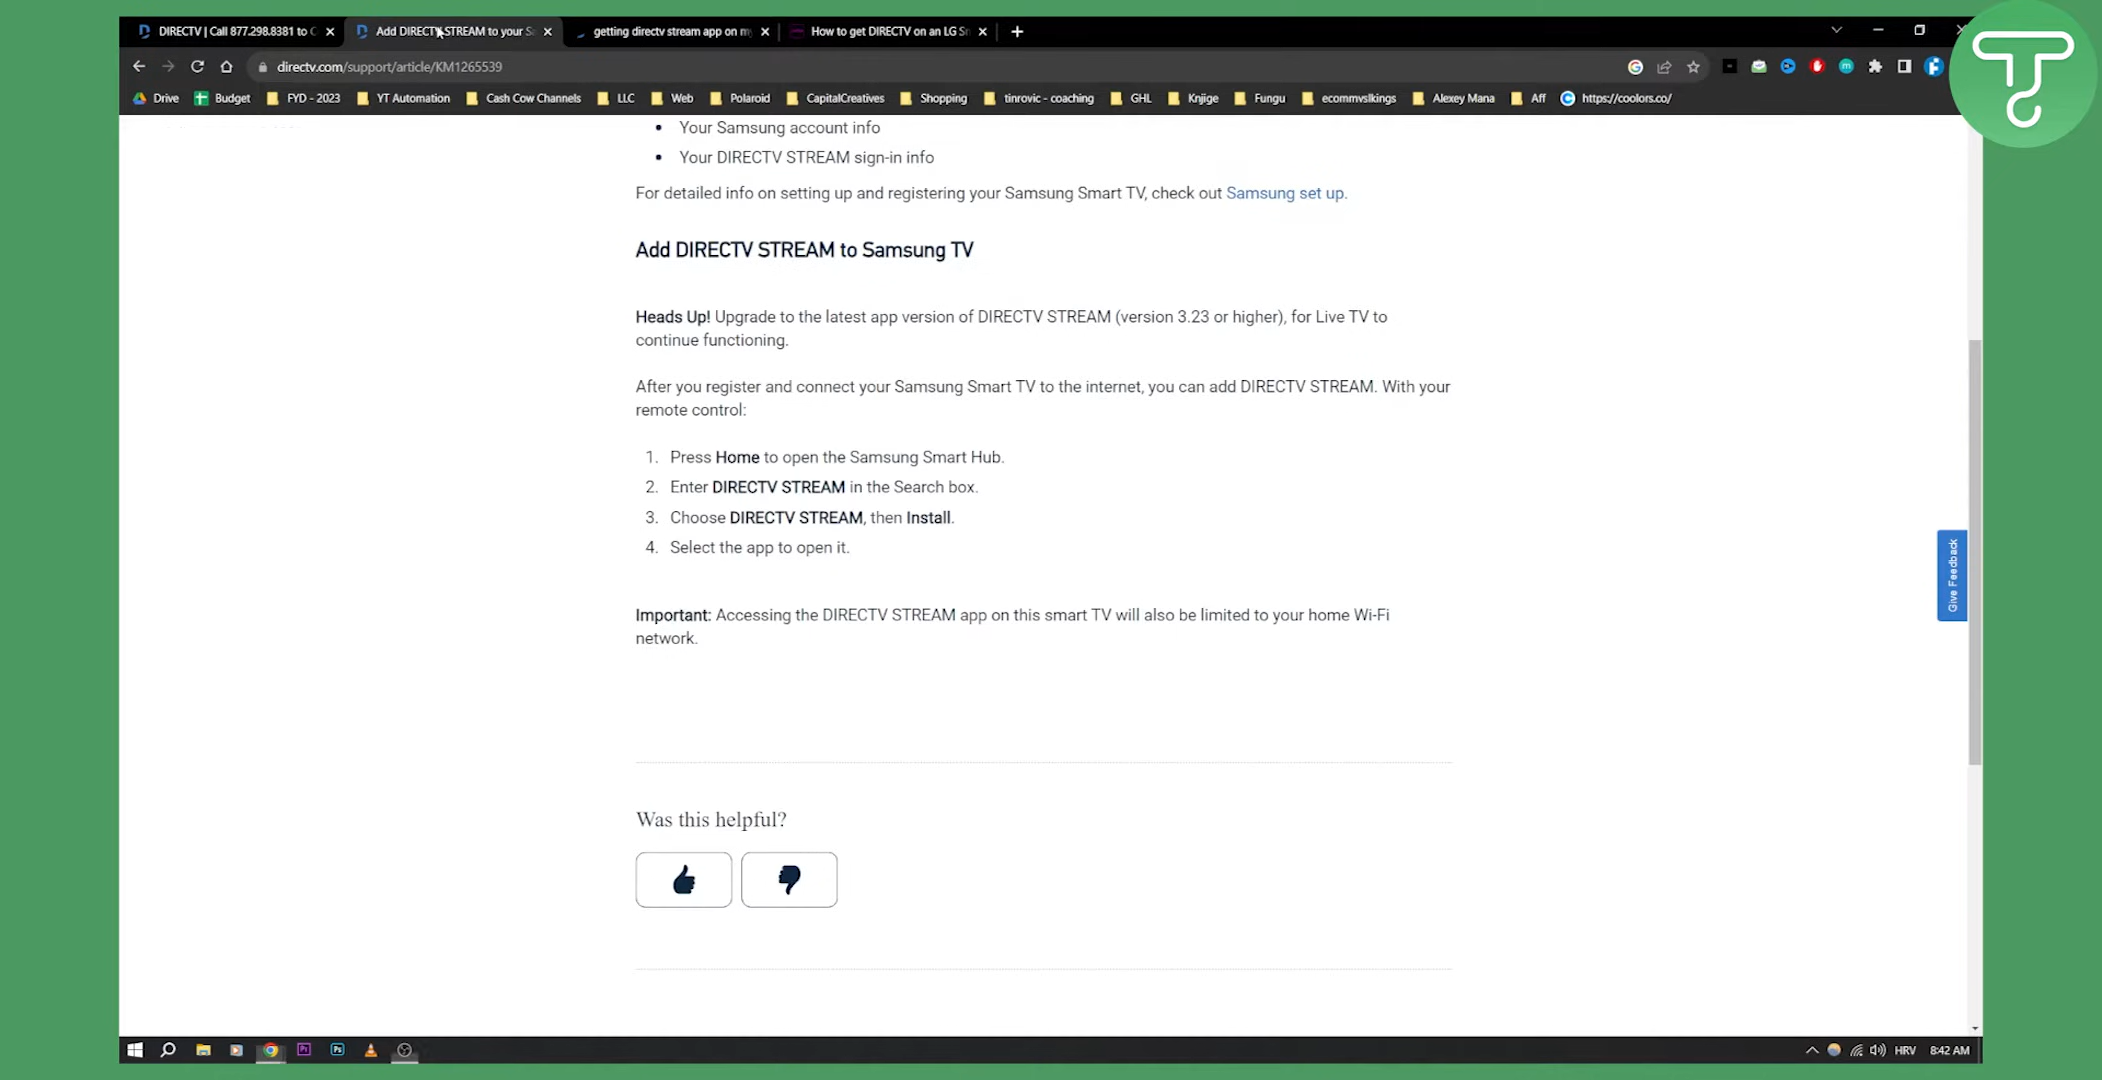 DIRECTV | Call 877.298.8381 to C
Add DIRECTV STREAM to your Sa
getting directv stream app on my
How to get DIRECTV on an LG Sm
directv.com/support/article/KM1265539
Drive
Budget
FYD - 2023
YT Automation
Cash Cow Channels
LLC
Web
Polaroid
CapitalCreatives
Shopping
tinrovic - coaching
GHL
Knjige
Fungu
ecommvslkings
Alexey Mana
Aff
https://coolors.co/
• Your Samsung account info
• Your DIRECTV STREAM sign-in info
For detailed info on setting up and registering your Samsung Smart TV, check out Samsung set up.
Add DIRECTV STREAM to Samsung TV
Heads Up! Upgrade to the latest app version of DIRECTV STREAM (version 3.23 or higher), for Live TV to
continue functioning.
After you register and connect your Samsung Smart TV to the internet, you can add DIRECTV STREAM. With your
remote control:
1. Press Home to open the Samsung Smart Hub.
2. Enter DIRECTV STREAM in the Search box.
3. Choose DIRECTV STREAM, then Install.
4. Select the app to open it.
Give Feedback
Important: Accessing the DIRECTV STREAM app on this smart TV will also be limited to your home Wi-Fi
network.
Was this helpful?
HRV
8:42 AM